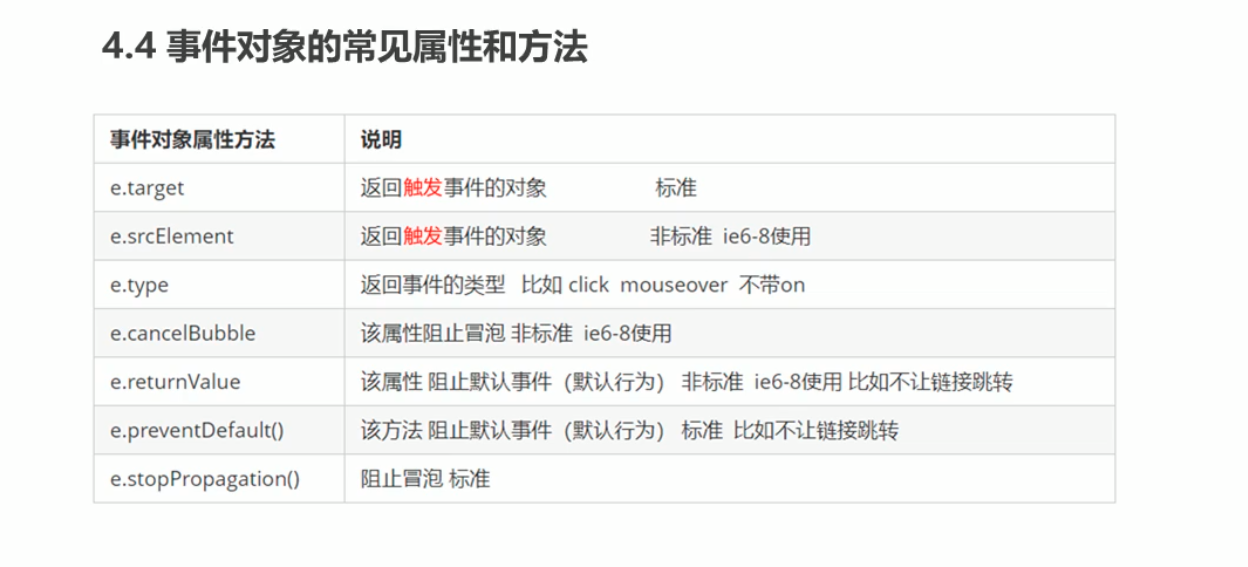 4.4 事件对象的常见属性和方法
事件对象属性方法 说明
e.target 返回触发事件的对象 标准
e.srcElement 返回触发事件的对象 非标准 ie6-8使用
e.type 返回事件的类型 比如 click mouseover 不带on
e.cancelBubble 该属性阻止冒泡 非标准 ie6-8使用
e.returnValue 该属性 阻止默认事件（默认行为） 非标准 ie6-8使用 比如不让链接跳转
e.preventDefault() 该方法 阻止默认事件（默认行为） 标准 比如不让链接跳转
e.stopPropagation() 阻止冒泡 标准